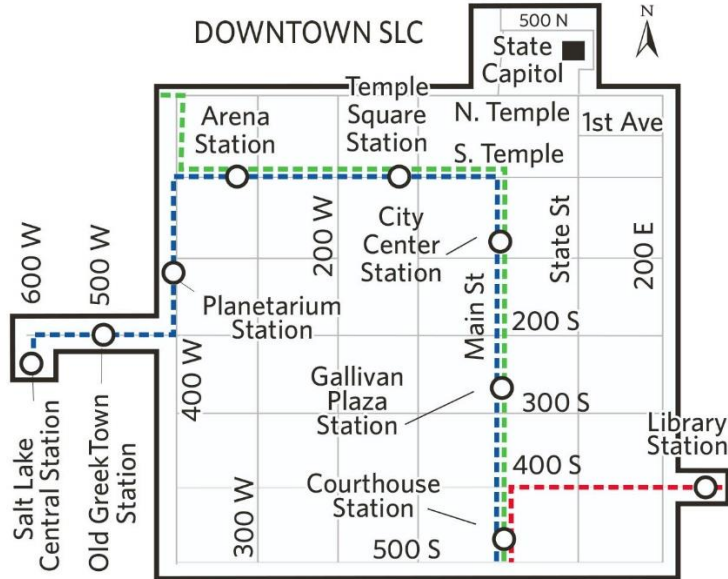 DOWNTOWN SLC
500 N
N
State
Capitol
Arena
Station
Temple
Square
Station
N. Temple
1st Ave
S. Temple
City
Center
Station
200 W
Main St
State St
200 E
600 W
500 W
Planetarium
Station
200 S
400 W
Gallivan
Plaza
Station
300 S
Library
Station
400 S
Salt Lake
Central Station
Old GreekTown
Station
300 W
Courthouse
Station
500 S